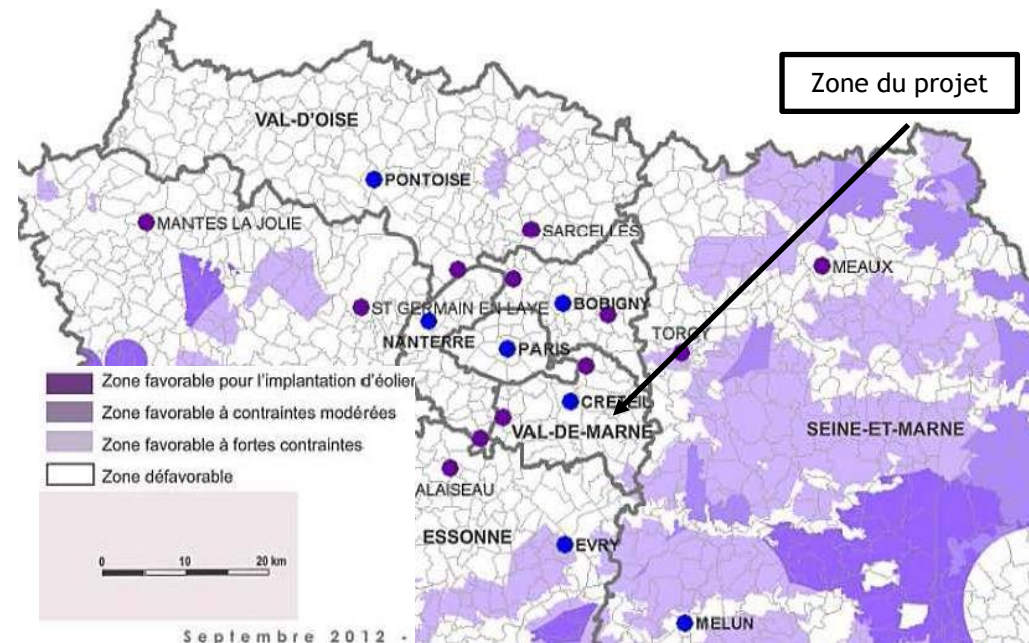 Zone du projet
VAL-D'OISE
PONTOISE
MANTES LA JOLIE
SARCELLES
MEAUX
ST GERMAIN EN LAYE
BOBIGNY
NANTERRE
TORCY
PARIS
CRETEIL
VAL-DE-MARNE
SEINE-ET-MARNE
Zone favorable pour l'implantation d'éolier
Zone favorable à contraintes modérées
Zone favorable à fortes contraintes
Zone défavorable
ALAISEAU
ESSONNE
EVRY
0 10 20 km
MELUN
Septembre 2012 -